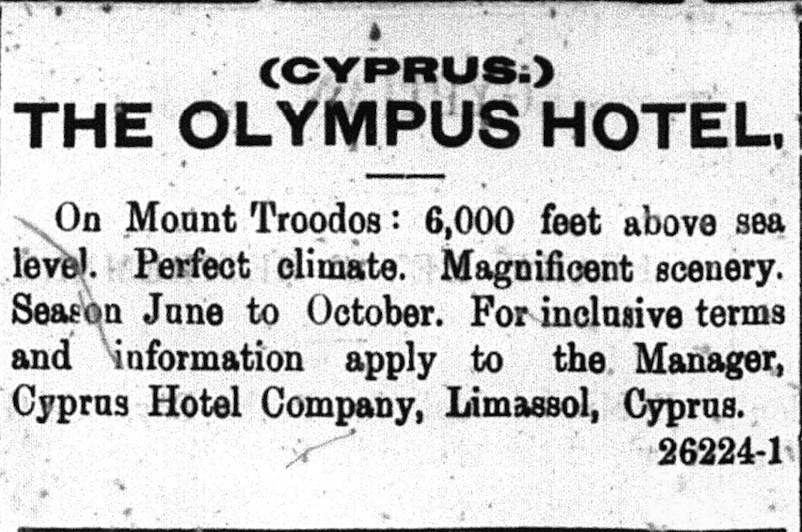 (CYPRUS.)
THE OLYMPUS HOTEL,
On Mount Troodos: 6,000 feet above sea
level. Perfect climate. Magnificent scenery.
Season June to October. For inclusive terms
and information apply to the Manager,
Cyprus Hotel Company, Limassol, Cyprus.
26224-1